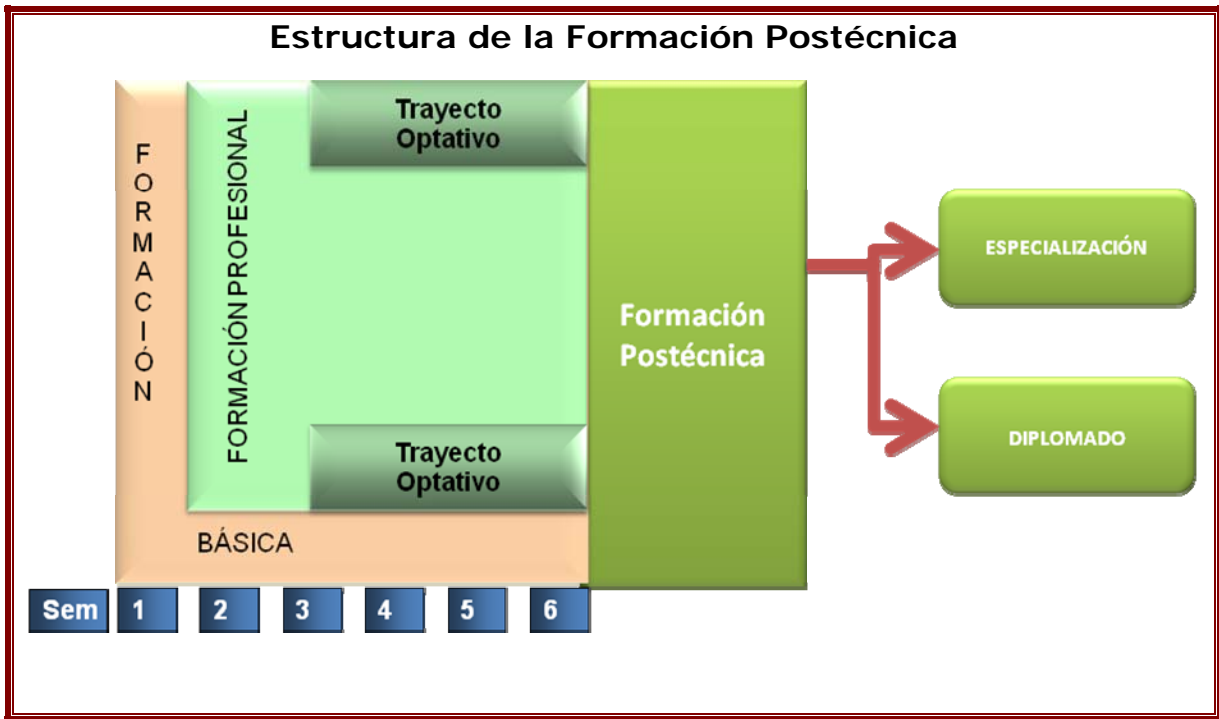 Estructura de la Formación Postécnica
FORMACIÓN
BÁSICA
FORMACIÓN PROFESIONAL
Trayecto
Optativo
Trayecto
Optativo
Formación
Postécnica
ESPECIALIZACIÓN
DIPLOMADO
Sem 1 2 3 4 5 6